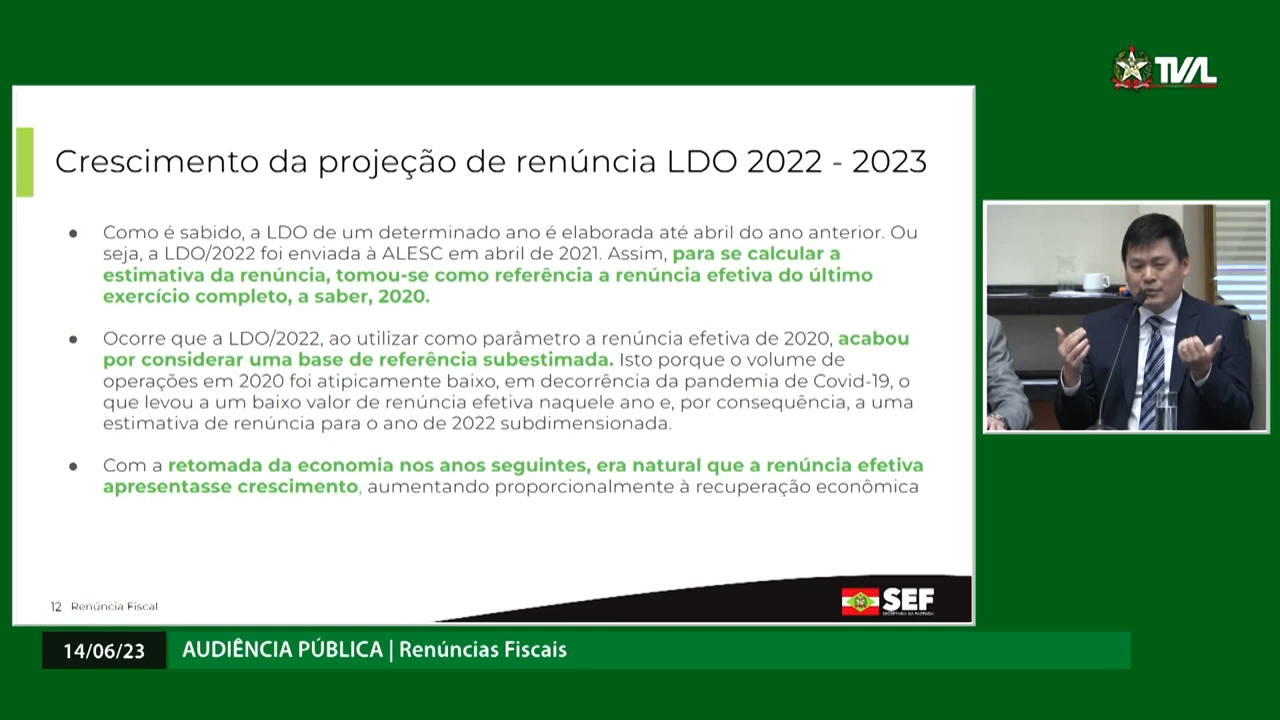 TVAL
Crescimento da projeção de renúncia LDO 2022 - 2023
● Como é sabido, a LDO de um determinado ano é elaborada até abril do ano anterior. Ou
seja, a LDO/2022 foi enviada à ALESC em abril de 2021. Assim, para se calcular a
estimativa da renúncia, tomou-se como referência a renúncia efetiva do último
exercício completo, a saber, 2020.
● Ocorre que a LDO/2022, ao utilizar como parâmetro a renúncia efetiva de 2020, acabou
por considerar uma base de referência subestimada. Isto porque o volume de
operações em 2020 foi atipicamente baixo, em decorrência da pandemia de Covid-19, o
que levou a um baixo valor de renúncia efetiva naquele ano e, por consequência, a uma
estimativa de renúncia para o ano de 2022 subdimensionada.
● Com a retomada da economia nos anos seguintes, era natural que a renúncia efetiva
apresentasse crescimento, aumentando proporcionalmente à recuperação econômica
12 Renúncia Fiscal
SEF
SECRETARIA DA FAZENDA
14/06/23
AUDIÊNCIA PÚBLICA | Renúncias Fiscais